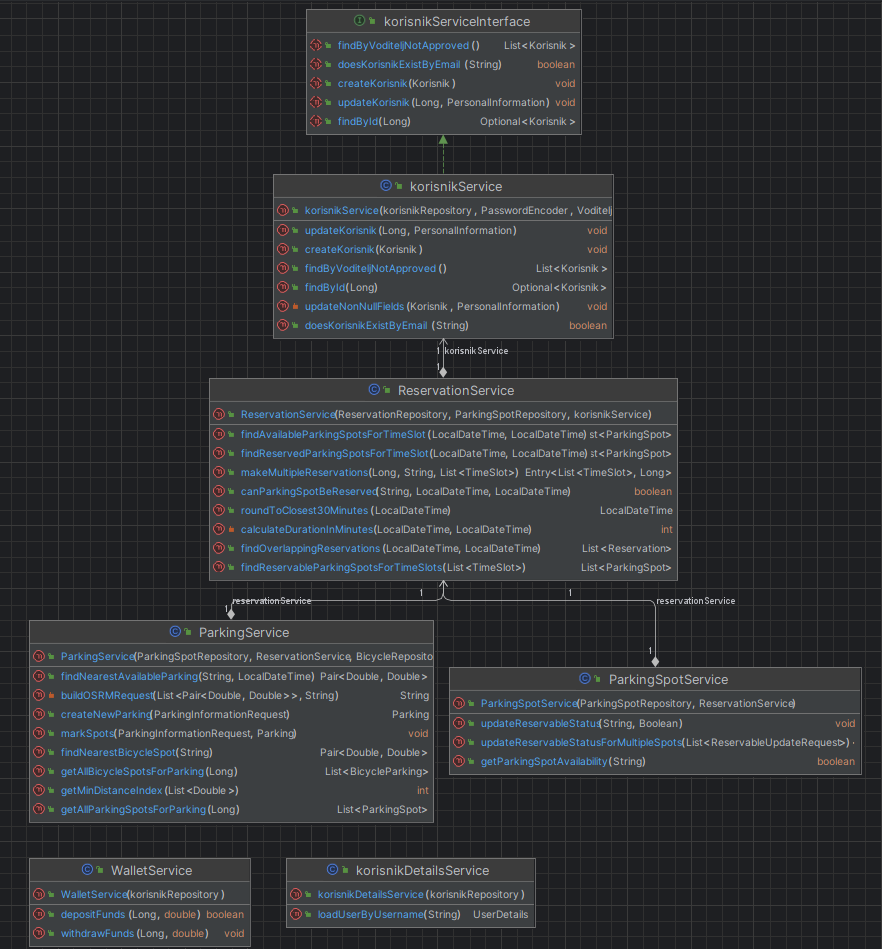 korisnikServiceInterface
findByVoditeljNotApproved() List<Korisnik>
doesKorisnikExistByEmail(String) boolean
createKorisnik(Korisnik) void
updateKorisnik(Long, PersonalInformation) void
findById(Long) Optional<Korisnik>
korisnikService
korisnikService(korisnikRepository, PasswordEncoder, Voditelj
updateKorisnik(Long, PersonalInformation) void
createKorisnik(Korisnik) void
findByVoditeljNotApproved() List<Korisnik>
findById(Long) Optional<Korisnik>
updateNonNullFields(Korisnik, PersonalInformation) void
doesKorisnikExistByEmail(String) boolean
1 korisnikService
1
ReservationService
ReservationService(ReservationRepository, ParkingSpotRepository, korisnikService)
findAvailableParkingSpotsForTimeSlot(LocalDateTime, LocalDateTime) st<ParkingSpot>
findReservedParkingSpotsForTimeSlot(LocalDateTime, LocalDateTime) st<ParkingSpot>
makeMultipleReservations(Long, String, List<TimeSlot>) Entry<List<TimeSlot>, Long>
canParkingSpotBeReserved(String, LocalDateTime, LocalDateTime) boolean
roundToClosest30Minutes(LocalDateTime) LocalDateTime
calculateDurationInMinutes(LocalDateTime, LocalDateTime) int
findOverlappingReservations(LocalDateTime, LocalDateTime) List<Reservation>
findReservableParkingSpotsForTimeSlots(List<TimeSlot>) List<ParkingSpot>
1 1
reservationService reservationService
1
ParkingService
ParkingService(ParkingSpotRepository, ReservationService, BicycleReposito
findNearestAvailableParking(String, LocalDateTime) Pair<Double, Double>
buildOSRMRequest(List<Pair<Double, Double>>, String) String
createNewParking(ParkingInformationRequest) Parking
markSpots(ParkingInformationRequest, Parking) void
findNearestBicycleSpot(String) Pair<Double, Double>
getAllBicycleSpotsForParking(Long) List<BicycleParking>
getMinDistanceIndex(List<Double>) int
getAllParkingSpotsForParking(Long) List<ParkingSpot>
1
ParkingSpotService
ParkingSpotService(ParkingSpotRepository, ReservationService)
updateReservableStatus(String, Boolean) void
updateReservableStatusForMultipleSpots(List<ReservableUpdateRequest>)
getParkingSpotAvailability(String) boolean
WalletService
WalletService(korisnikRepository)
depositFunds(Long, double) boolean
withdrawFunds(Long, double) void
korisnikDetailsService
korisnikDetailsService(korisnikRepository)
loadUserByUsername(String) UserDetails